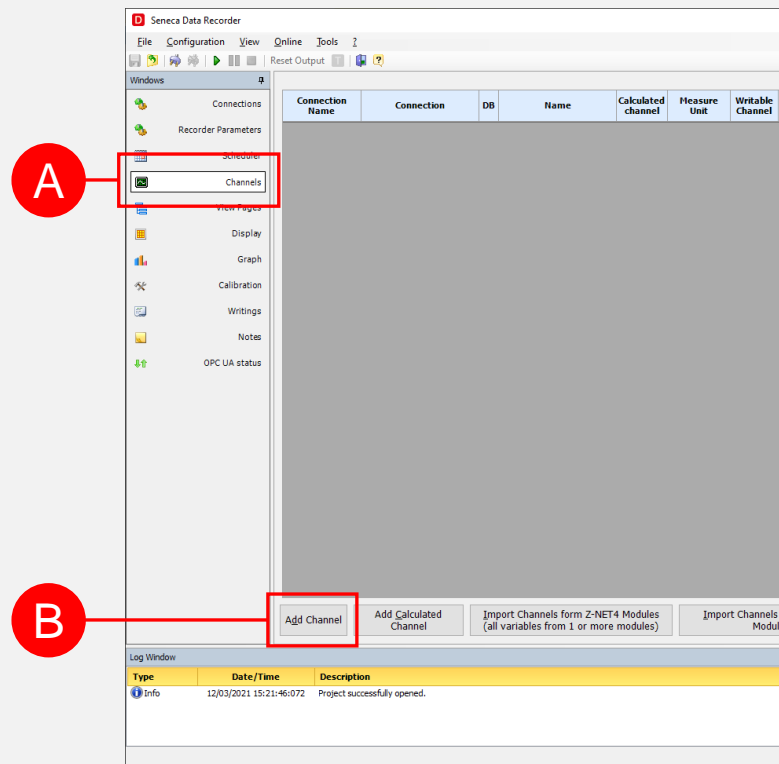 D Seneca Data Recorder
File Configuration View Online Tools ?
Reset Output
Windows
Connections
Recorder Parameters
Scheduler
Channels
View Pages
Display
Graph
Calibration
Writings
Notes
OPC UA status
Connection Name
Connection
DB
Name
Calculated channel
Measure Unit
Writable Channel
A
B
Add Channel
Add Calculated
Channel
Import Channels form Z-NET4 Modules
(all variables from 1 or more modules)
Import Channels
Modul
Log Window
Type Date/Time Description
Info 12/03/2021 15:21:46:072 Project successfully opened.